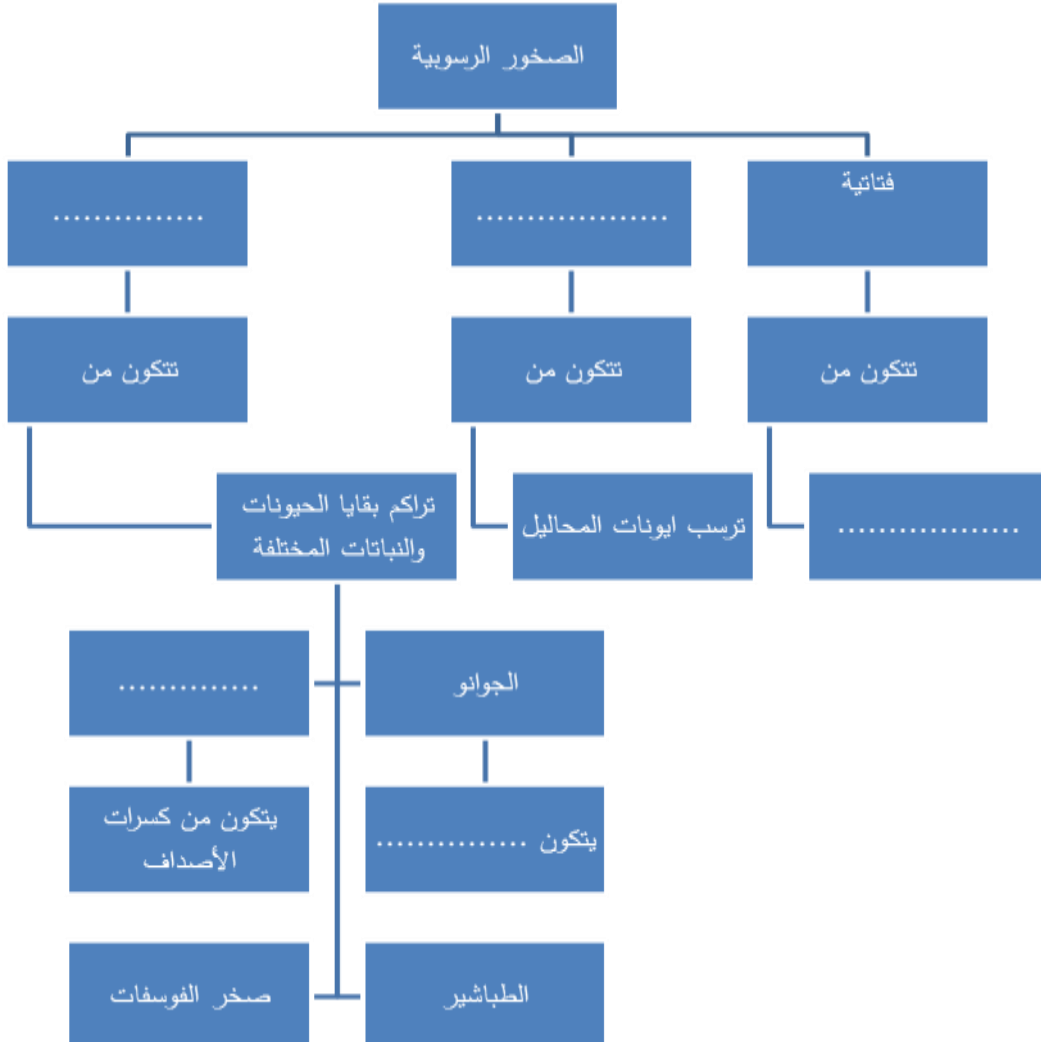 الصخور الرسوبية
فتاتية
...................
...............
تتكون من
تتكون من
تتكون من
.................
ترسب ايونات المحاليل
تراكم بقايا الحيونات
والنباتات المختلفة
الجوانو
..............
يتكون ...............
يتكون من كسرات
الأصداف
الطباشير
صخر الفوسفات